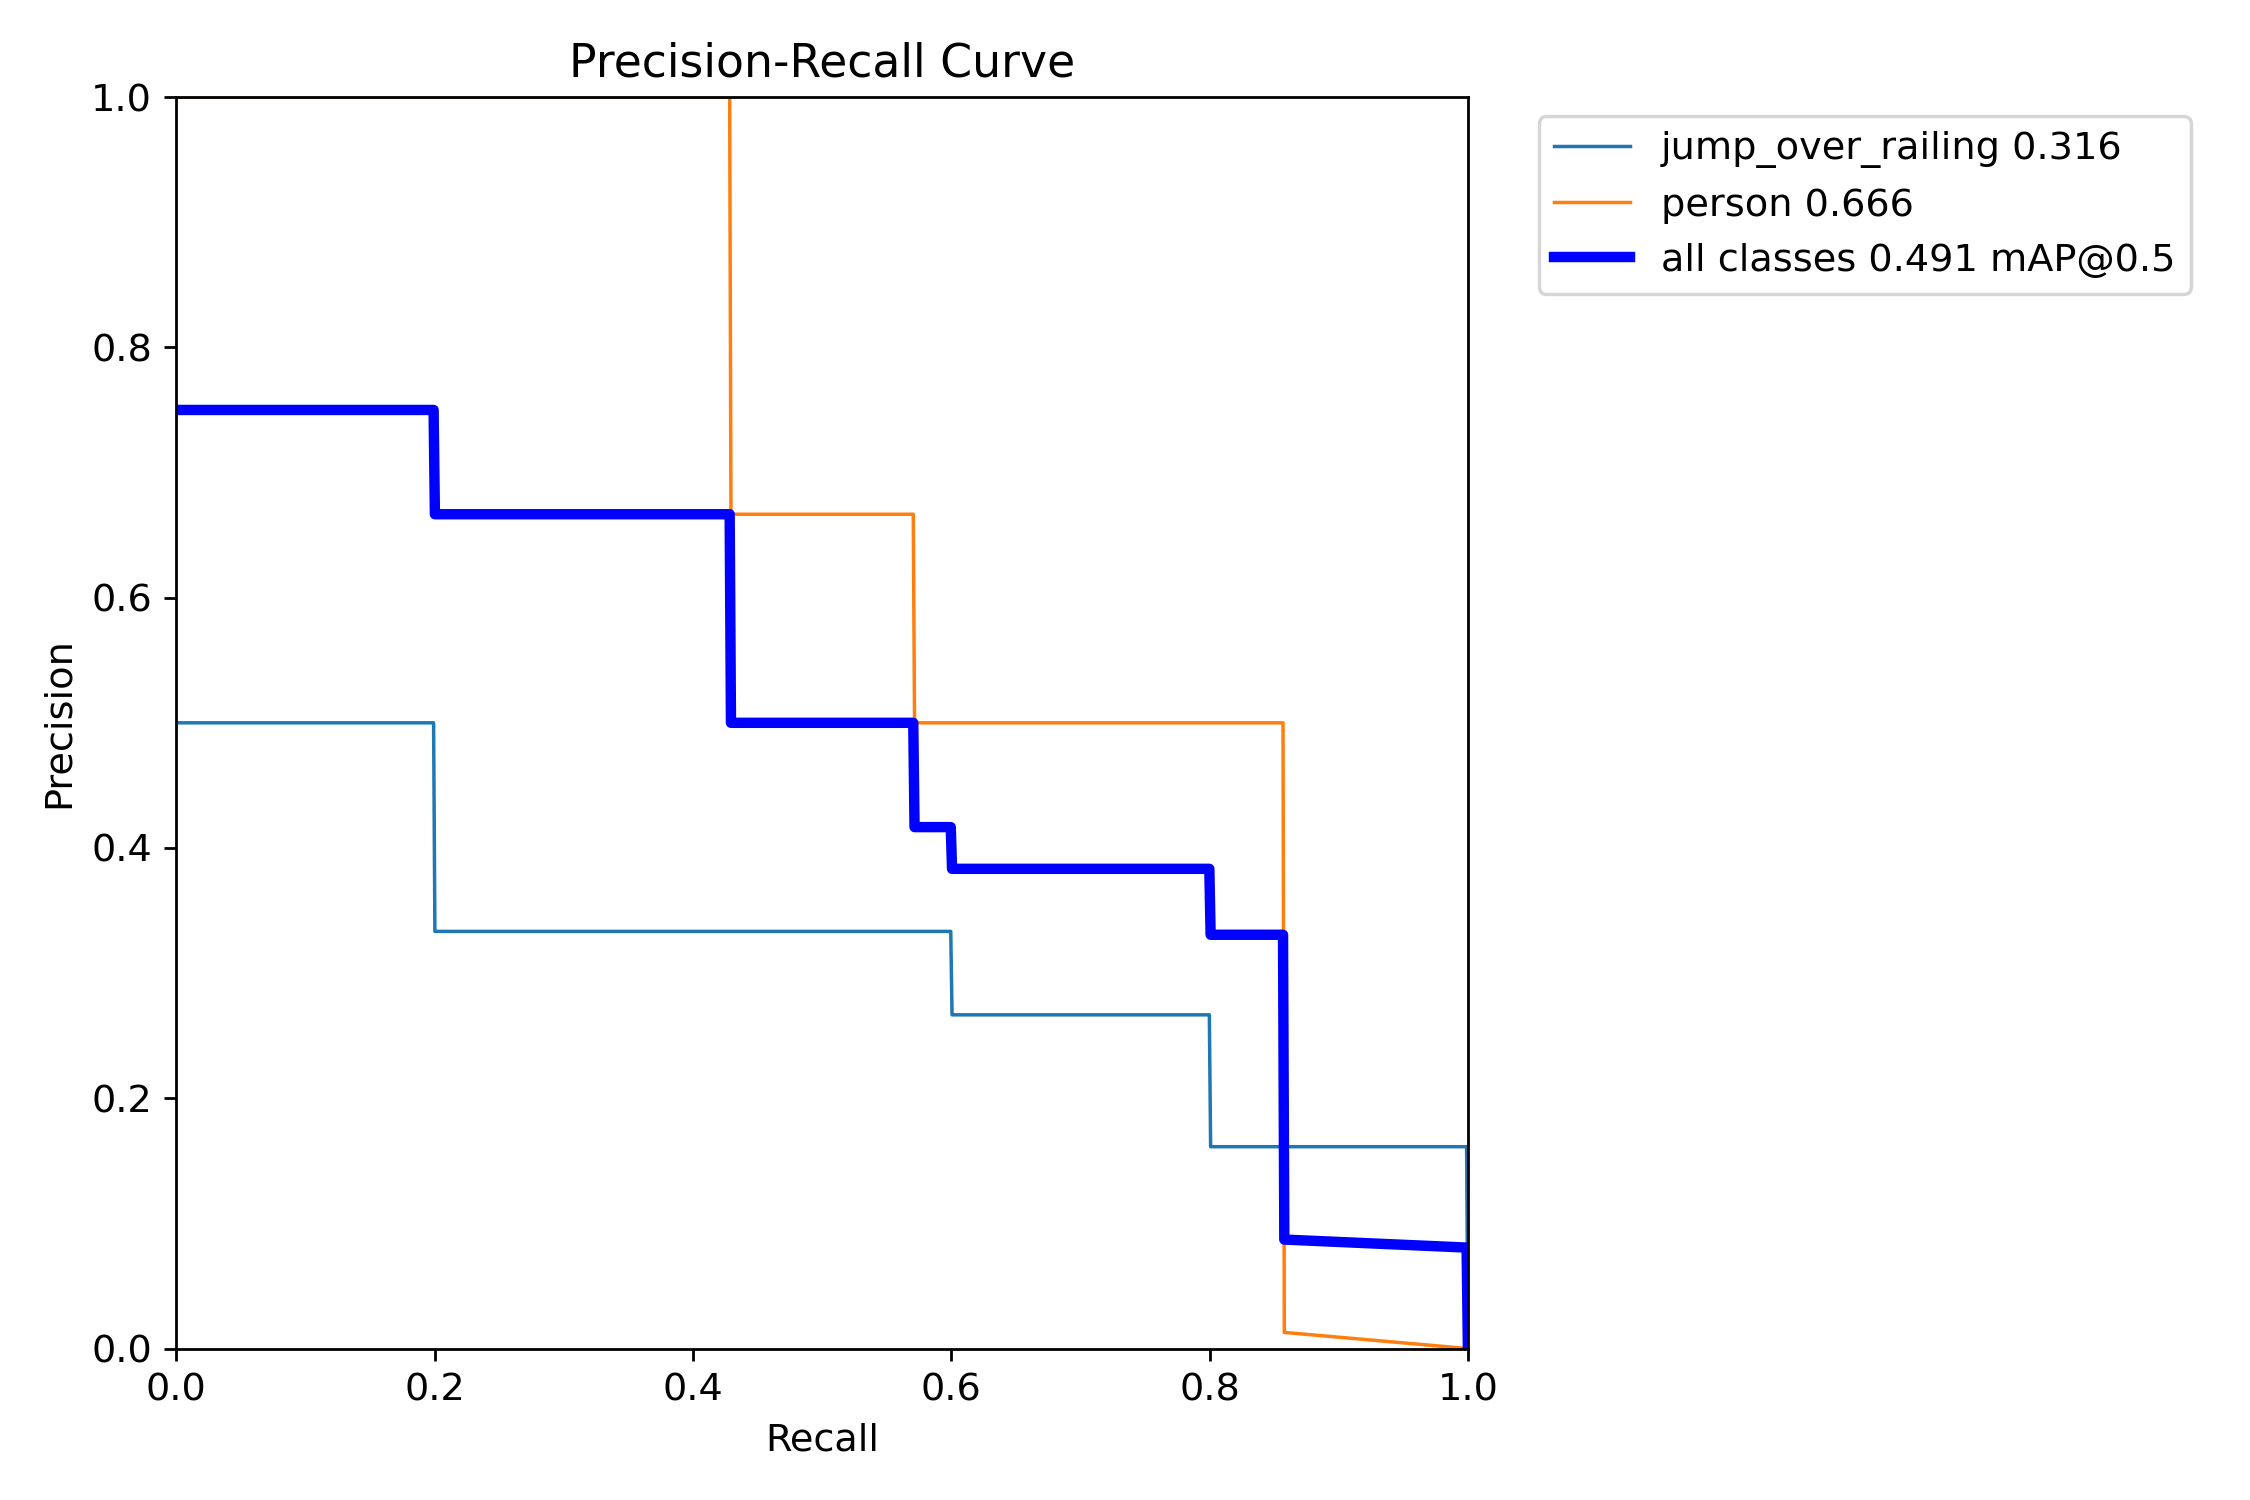 Precision-Recall Curve
1.0
0.8
0.6
0.4
0.2
0.0
Precision
0.0 0.2 0.4 0.6 0.8 1.0
Recall
jump_over_railing 0.316
person 0.666
all classes 0.491 mAP@0.5